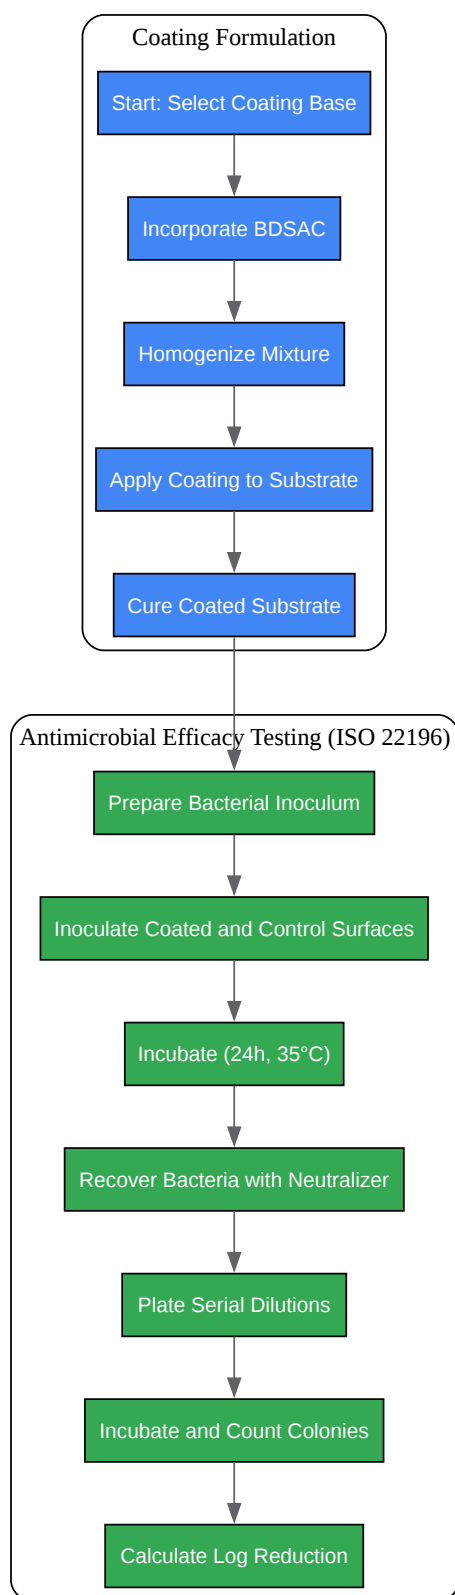 Coating Formulation
Start: Select Coating Base
Incorporate BDSAC
Homogenize Mixture
Apply Coating to Substrate
Cure Coated Substrate
Antimicrobial Efficacy Testing (ISO 22196)
Prepare Bacterial Inoculum
Inoculate Coated and Control Surfaces
Incubate (24h, 35°C)
Recover Bacteria with Neutralizer
Plate Serial Dilutions
Incubate and Count Colonies
Calculate Log Reduction